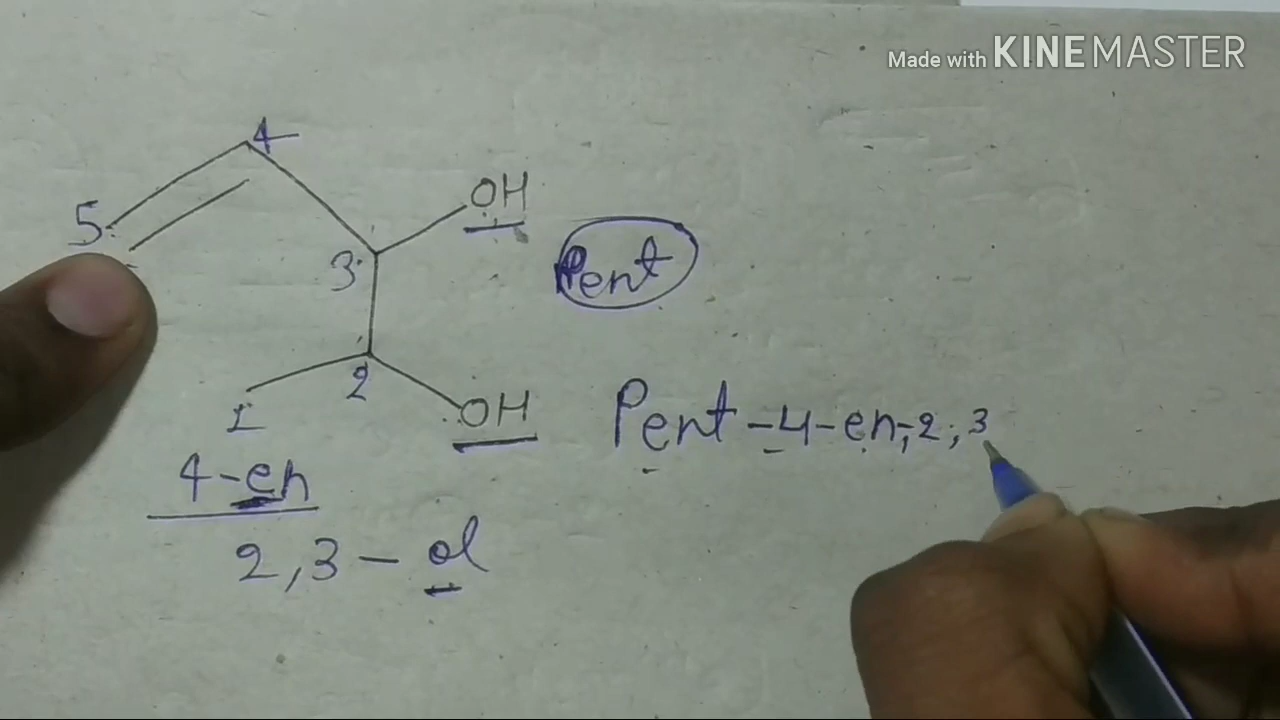 Made with KINEMASTER
4
5
OH
3
Pent
2
1
OH
Pent-4-en-2,3
4-en
2,3-ol